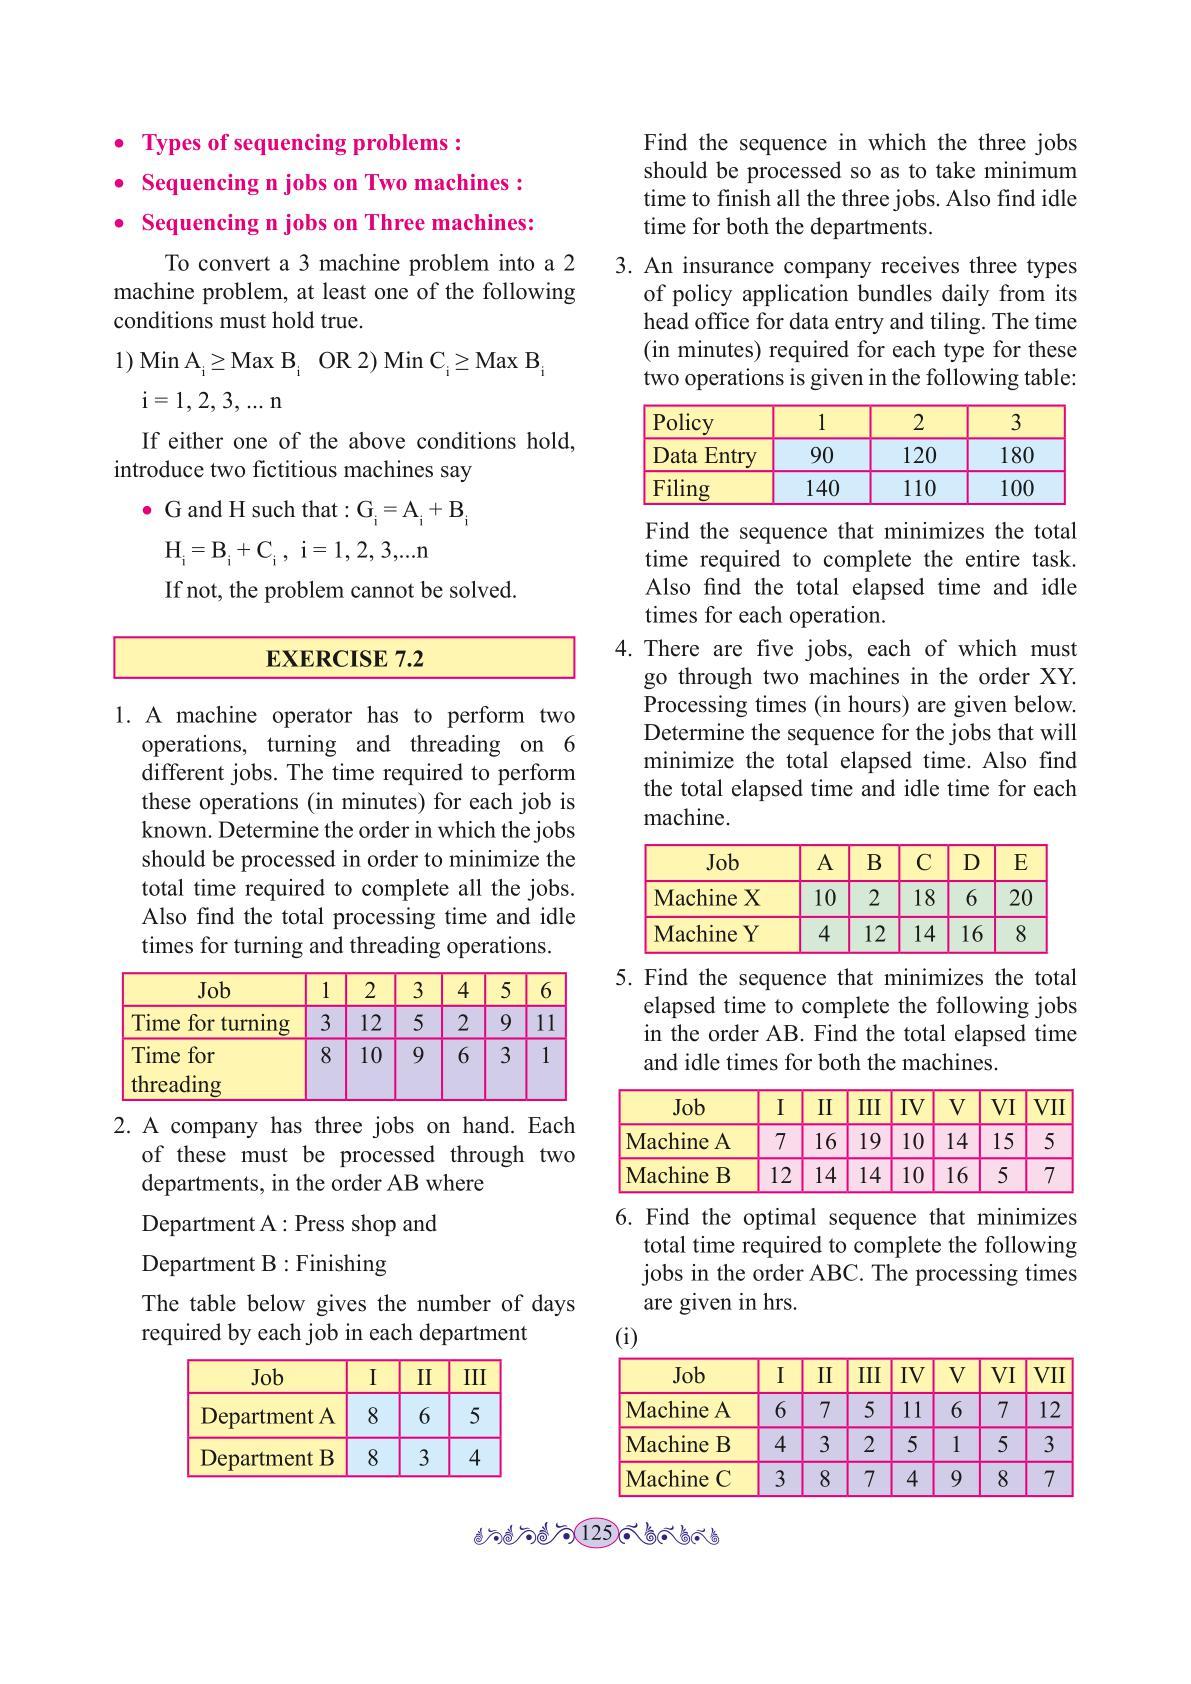 • Types of sequencing problems :
• Sequencing n jobs on Two machines :
• Sequencing n jobs on Three machines:
To convert a 3 machine problem into a 2
machine problem, at least one of the following
conditions must hold true.
1) Min Aᵢ ≥ Max Bᵢ OR 2) Min Cᵢ ≥ Max Bᵢ
i = 1, 2, 3, ... n
If either one of the above conditions hold,
introduce two fictitious machines say
• G and H such that : Gᵢ = Aᵢ + Bᵢ
Hᵢ = Bᵢ + Cᵢ , i = 1, 2, 3,...n
If not, the problem cannot be solved.
EXERCISE 7.2
1. A machine operator has to perform two
operations, turning and threading on 6
different jobs. The time required to perform
these operations (in minutes) for each job is
known. Determine the order in which the jobs
should be processed in order to minimize the
total time required to complete all the jobs.
Also find the total processing time and idle
times for turning and threading operations.
Job 1 2 3 4 5 6
Time for turning 3 12 5 2 9 11
Time for 8 10 9 6 3 1
threading
2. A company has three jobs on hand. Each
of these must be processed through two
departments, in the order AB where
Department A : Press shop and
Department B : Finishing
The table below gives the number of days
required by each job in each department
Job I II III
Department A 8 6 5
Department B 8 3 4
Find the sequence in which the three jobs
should be processed so as to take minimum
time to finish all the three jobs. Also find idle
time for both the departments.
3. An insurance company receives three types
of policy application bundles daily from its
head office for data entry and tiling. The time
(in minutes) required for each type for these
two operations is given in the following table:
Policy 1 2 3
Data Entry 90 120 180
Filing 140 110 100
Find the sequence that minimizes the total
time required to complete the entire task.
Also find the total elapsed time and idle
times for each operation.
4. There are five jobs, each of which must
go through two machines in the order XY.
Processing times (in hours) are given below.
Determine the sequence for the jobs that will
minimize the total elapsed time. Also find
the total elapsed time and idle time for each
machine.
Job A B C D E
Machine X 10 2 18 6 20
Machine Y 4 12 14 16 8
5. Find the sequence that minimizes the total
elapsed time to complete the following jobs
in the order AB. Find the total elapsed time
and idle times for both the machines.
Job I II III IV V VI VII
Machine A 7 16 19 10 14 15 5
Machine B 12 14 14 10 16 5 7
6. Find the optimal sequence that minimizes
total time required to complete the following
jobs in the order ABC. The processing times
are given in hrs.
(i)
Job I II III IV V VI VII
Machine A 6 7 5 11 6 7 12
Machine B 4 3 2 5 1 5 3
Machine C 3 8 7 4 9 8 7
125